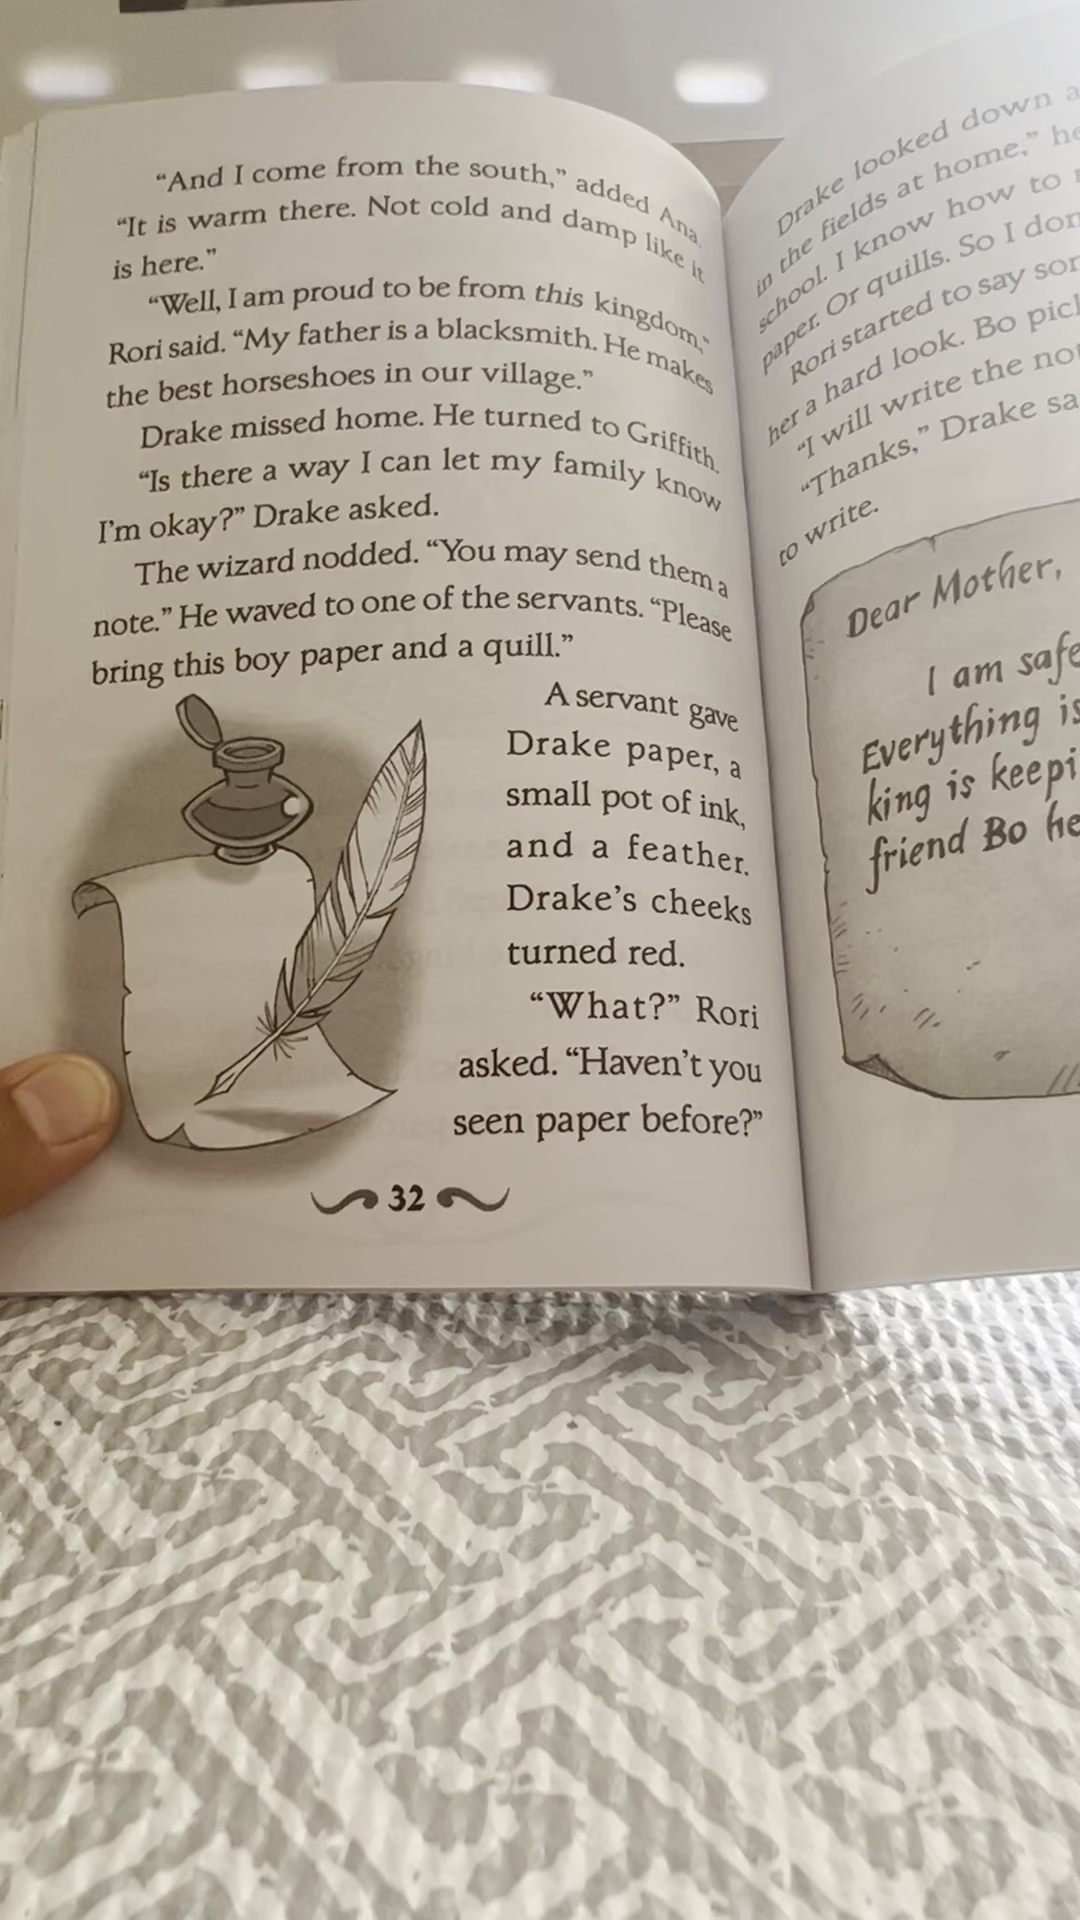 “And I come from the south,” added Ana.
“It is warm there. Not cold and damp like it
is here.”
“Well, I am proud to be from this kingdom,”
Rori said. “My father is a blacksmith. He makes
the best horseshoes in our village.”
Drake missed home. He turned to Griffith.
“Is there a way I can let my family know
I'm okay?” Drake asked.
The wizard nodded. “You may send them a
note.” He waved to one of the servants. “Please
bring this boy paper and a quill.”
A servant gave
Drake paper, a
small pot of ink,
and a feather.
Drake’s cheeks
turned red.
“What?” Rori
asked. “Haven’t you
seen paper before?”
32
Drake looked down
in the fields at home,”
school. I know how to
paper. Or quills. So I
Rori started to say
her a hard look. Bo
“I will write the
“Thanks,” Drake
to write.
Dear Mother,
I am safe
Everything is
king is
friend Bo